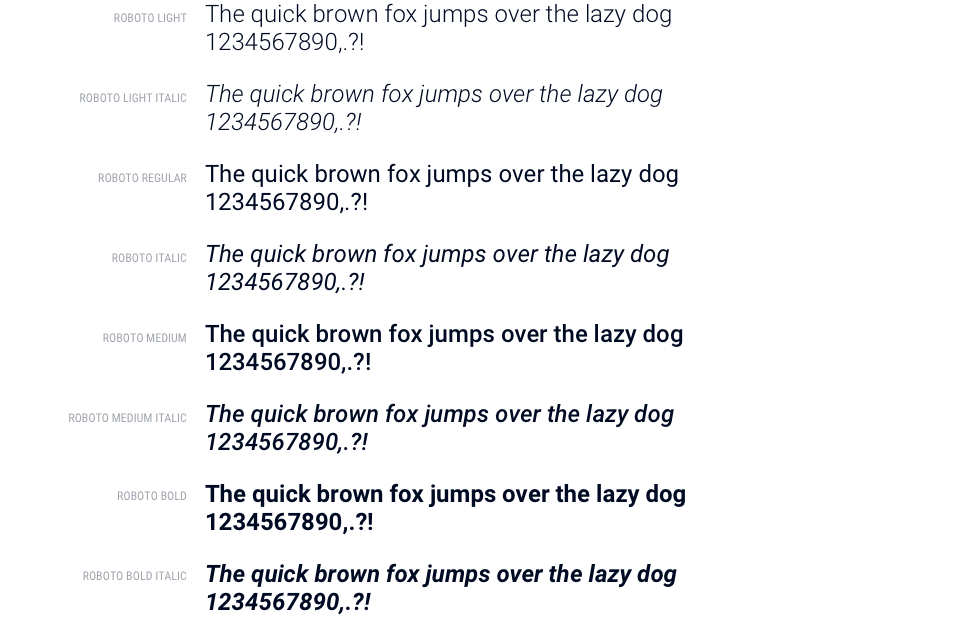 ROBOTO LIGHT The quick brown fox jumps over the lazy dog
1234567890,.?!
ROBOTO LIGHT ITALIC The quick brown fox jumps over the lazy dog
1234567890,.?!
ROBOTO REGULAR The quick brown fox jumps over the lazy dog
1234567890,.?!
ROBOTO ITALIC The quick brown fox jumps over the lazy dog
1234567890,.?!
ROBOTO MEDIUM The quick brown fox jumps over the lazy dog
1234567890,.?!
ROBOTO MEDIUM ITALIC The quick brown fox jumps over the lazy dog
1234567890,.?!
ROBOTO BOLD The quick brown fox jumps over the lazy dog
1234567890,.?!
ROBOTO BOLD ITALIC The quick brown fox jumps over the lazy dog
1234567890,.?!